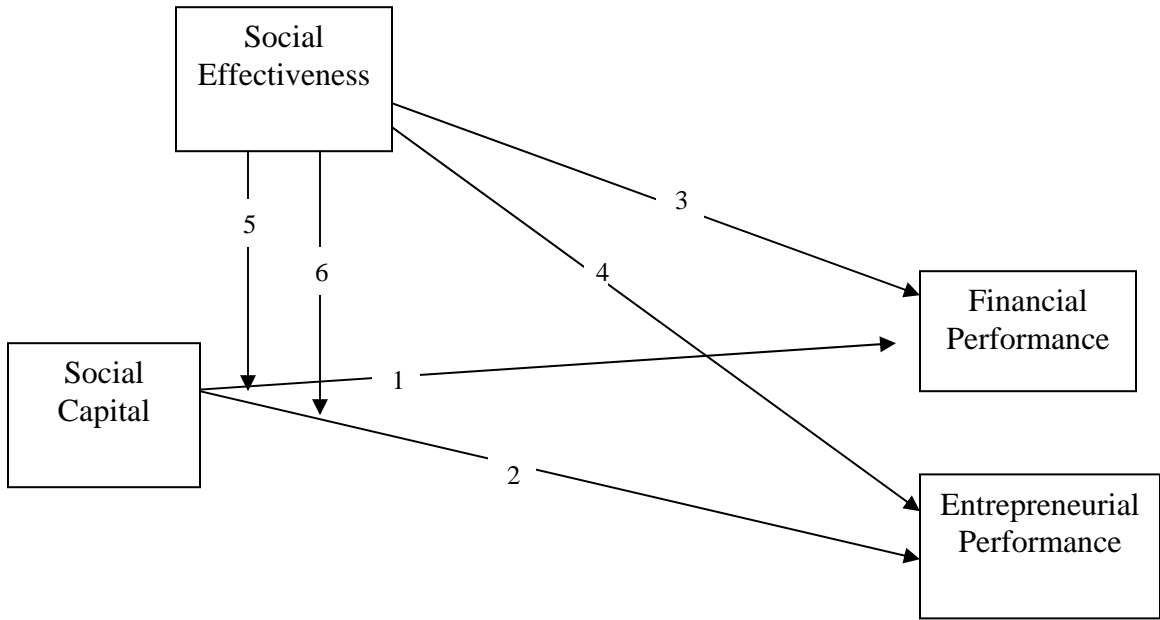 Social
Effectiveness
3
5
4
6
Financial
Performance
Social
Capital
1
2
Entrepreneurial
Performance